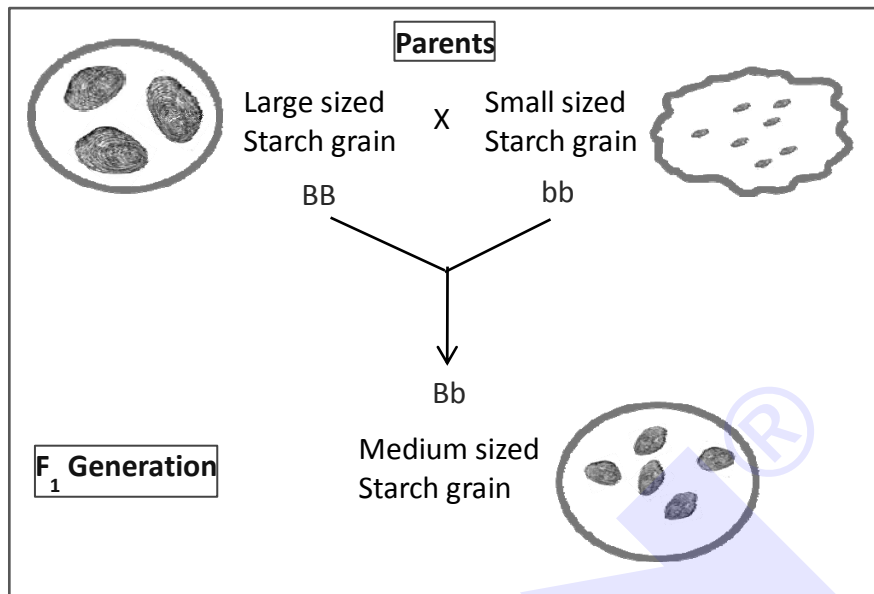 Parents
Large sized
Starch grain
X
Small sized
Starch grain
BB
bb
Bb
Medium sized
Starch grain
F₁ Generation
®